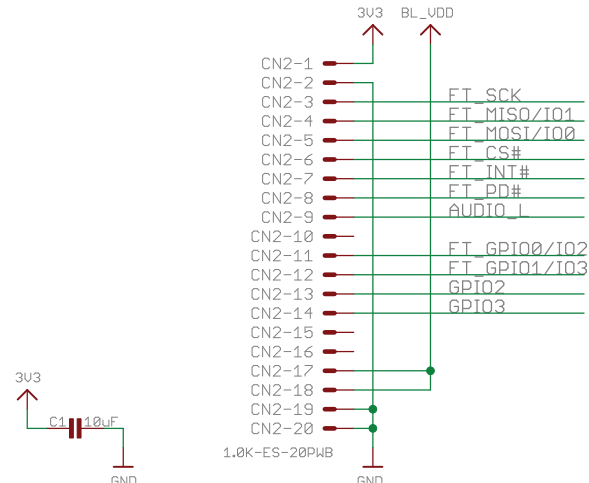 3V3 BL_VDD
CN2-1
CN2-2
CN2-3 FT_SCK
CN2-4 FT_MISO/IO1
CN2-5 FT_MOSI/IO0
CN2-6 FT_CS#
CN2-7 FT_INT#
CN2-8 FT_PD#
CN2-9 AUDIO_L
CN2-10
CN2-11 FT_GPIO0/IO2
CN2-12 FT_GPIO1/IO3
CN2-13 GPIO2
CN2-14 GPIO3
CN2-15
CN2-16
CN2-17
CN2-18
3V3
CN2-19
C1 10uF
CN2-20
1.0K-ES-20PWB
GND GND